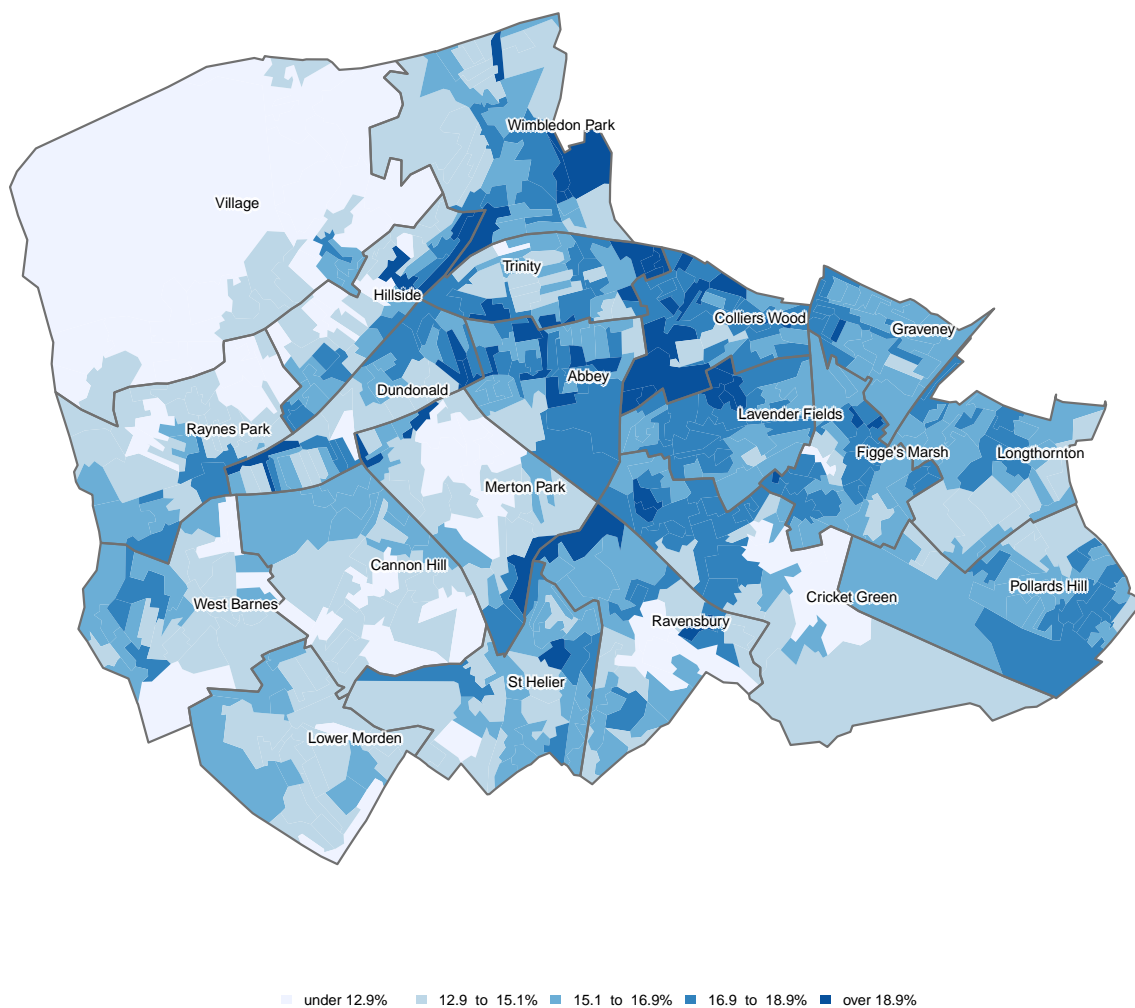 Wimbledon Park
Village
Trinity
Hillside
Colliers Wood
Graveney
Abbey
Dundonald
Lavender Fields
Raynes Park
Figge's Marsh
Longthornton
Merton Park
Cannon Hill
Pollards Hill
West Barnes
Cricket Green
Ravensbury
St Helier
Lower Morden
under 12.9% 12.9 to 15.1% 15.1 to 16.9% 16.9 to 18.9% over 18.9%